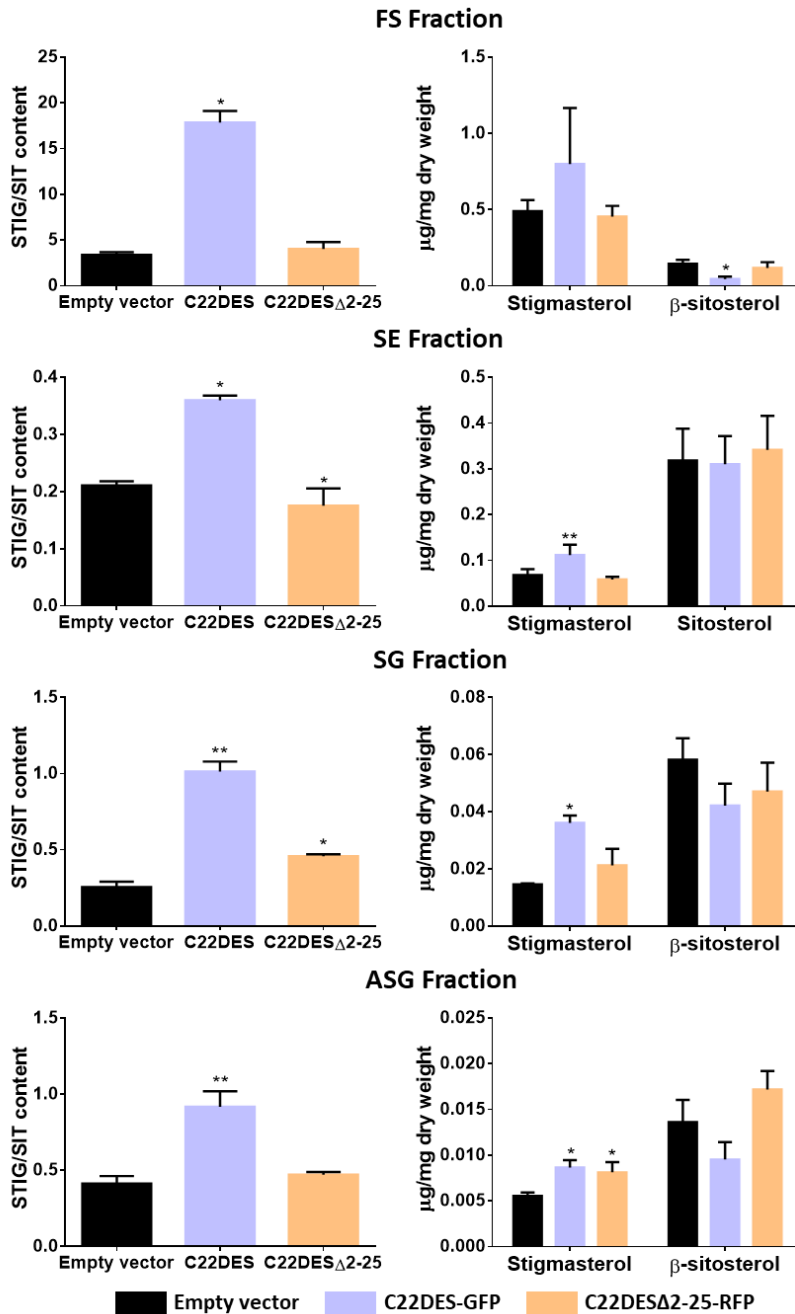 FS Fraction
STIG/SIT content
25
20
15
10
5
0
*
Empty vector C22DES C22DESΔ2-25
µg/mg dry weight
1.5
1.0
0.5
0.0
*
Stigmasterol β-sitosterol
SE Fraction
STIG/SIT content
0.4
0.3
0.2
0.1
0.0
*
*
Empty vector C22DES C22DESΔ2-25
µg/mg dry weight
0.5
0.4
0.3
0.2
0.1
0.0
**
Stigmasterol Sitosterol
SG Fraction
STIG/SIT content
1.5
1.0
0.5
0.0
**
*
Empty vector C22DES C22DESΔ2-25
µg/mg dry weight
0.08
0.06
0.04
0.02
0.00
*
Stigmasterol β-sitosterol
ASG Fraction
STIG/SIT content
1.5
1.0
0.5
0.0
**
Empty vector C22DES C22DESΔ2-25
µg/mg dry weight
0.025
0.020
0.015
0.010
0.005
0.000
* *
Stigmasterol β-sitosterol
Empty vector C22DES-GFP C22DESΔ2-25-RFP